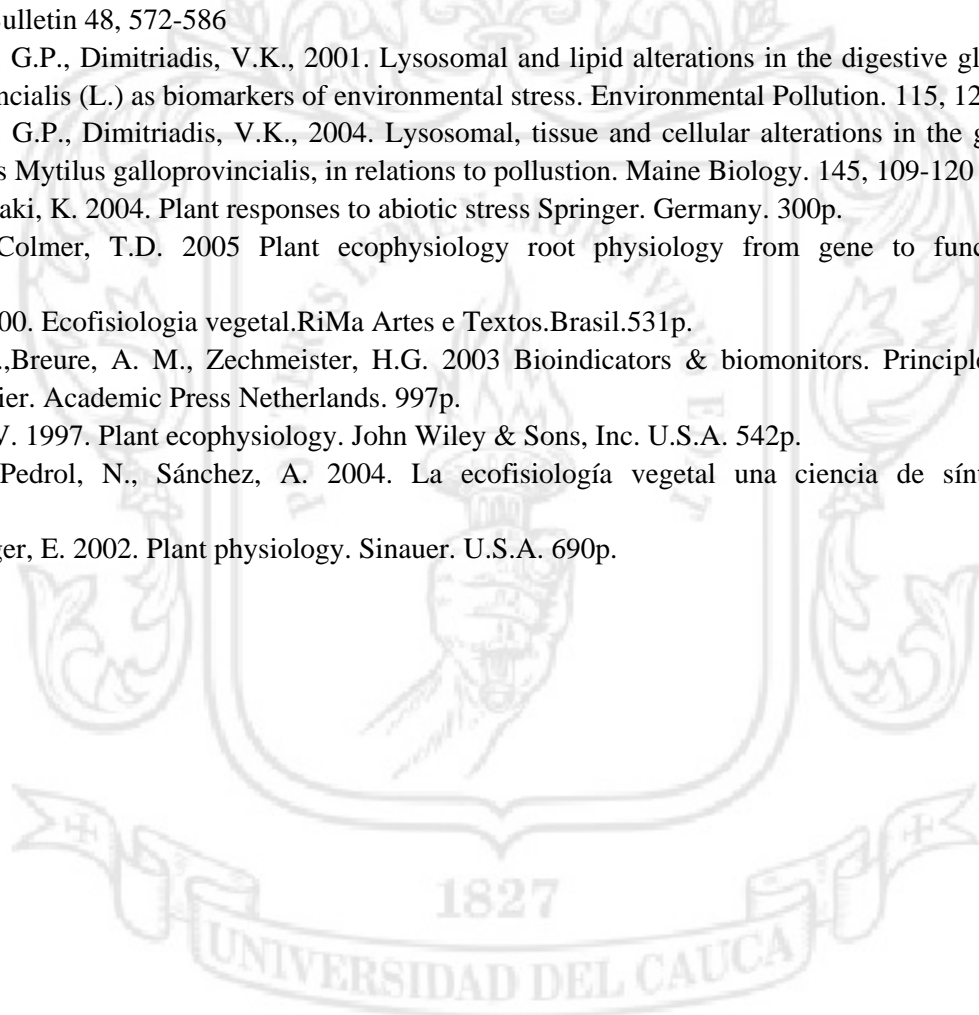 Bulletin 48, 572-586
G.P., Dimitriadis, V.K., 2001. Lysosomal and lipid alterations in the digestive gl
ncialis (L.) as biomarkers of environmental stress. Environmental Pollution. 115, 12
G.P., Dimitriadis, V.K., 2004. Lysosomal, tissue and cellular alterations in the g
s Mytilus galloprovincialis, in relations to pollustion. Maine Biology. 145, 109-120
aki, K. 2004. Plant responses to abiotic stress Springer. Germany. 300p.
Colmer, T.D. 2005 Plant ecophysiology root physiology from gene to func
00. Ecofisiologia vegetal.RiMa Artes e Textos.Brasil.531p.
.,Breure, A. M., Zechmeister, H.G. 2003 Bioindicators & biomonitors. Principle
ier. Academic Press Netherlands. 997p.
V. 1997. Plant ecophysiology. John Wiley & Sons, Inc. U.S.A. 542p.
Pedrol, N., Sánchez, A. 2004. La ecofisiología vegetal una ciencia de sín
ger, E. 2002. Plant physiology. Sinauer. U.S.A. 690p.
1827
UNIVERSIDAD DEL CAUCA